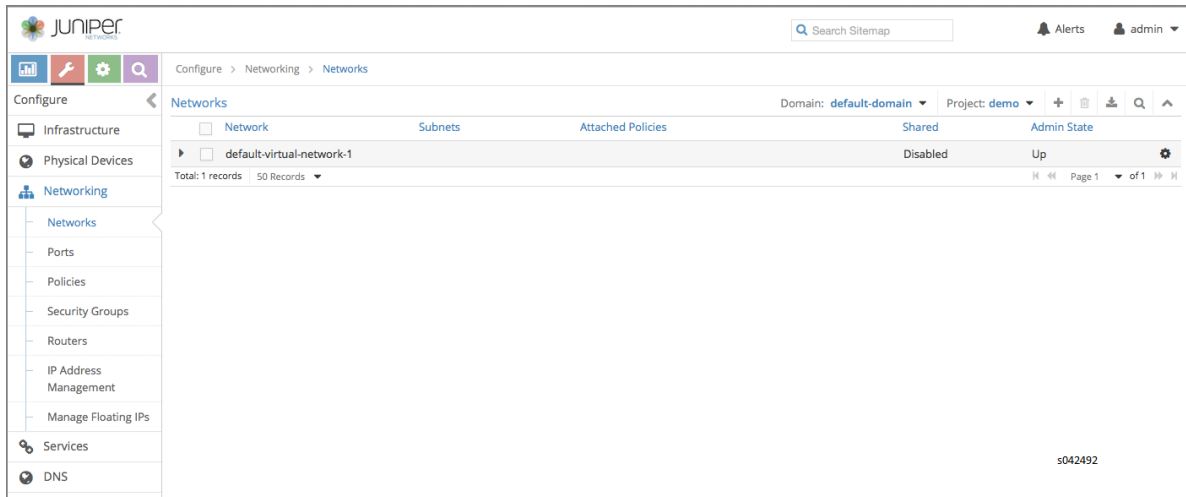 JUNIPER
NETWORKS
Search Sitemap
Alerts
admin
Configure > Networking > Networks
Configure
Networks
Domain: default-domain
Project: demo
Network Subnets Attached Policies Shared Admin State
default-virtual-network-1 Disabled Up
Total: 1 records 50 Records Page 1 of 1
Infrastructure
Physical Devices
Networking
Networks
Ports
Policies
Security Groups
Routers
IP Address
Management
Manage Floating IPs
Services
DNS
s042492